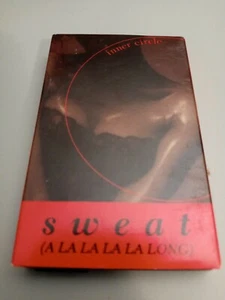 inner circle
sweat
(A LA LA LA LA LONG)